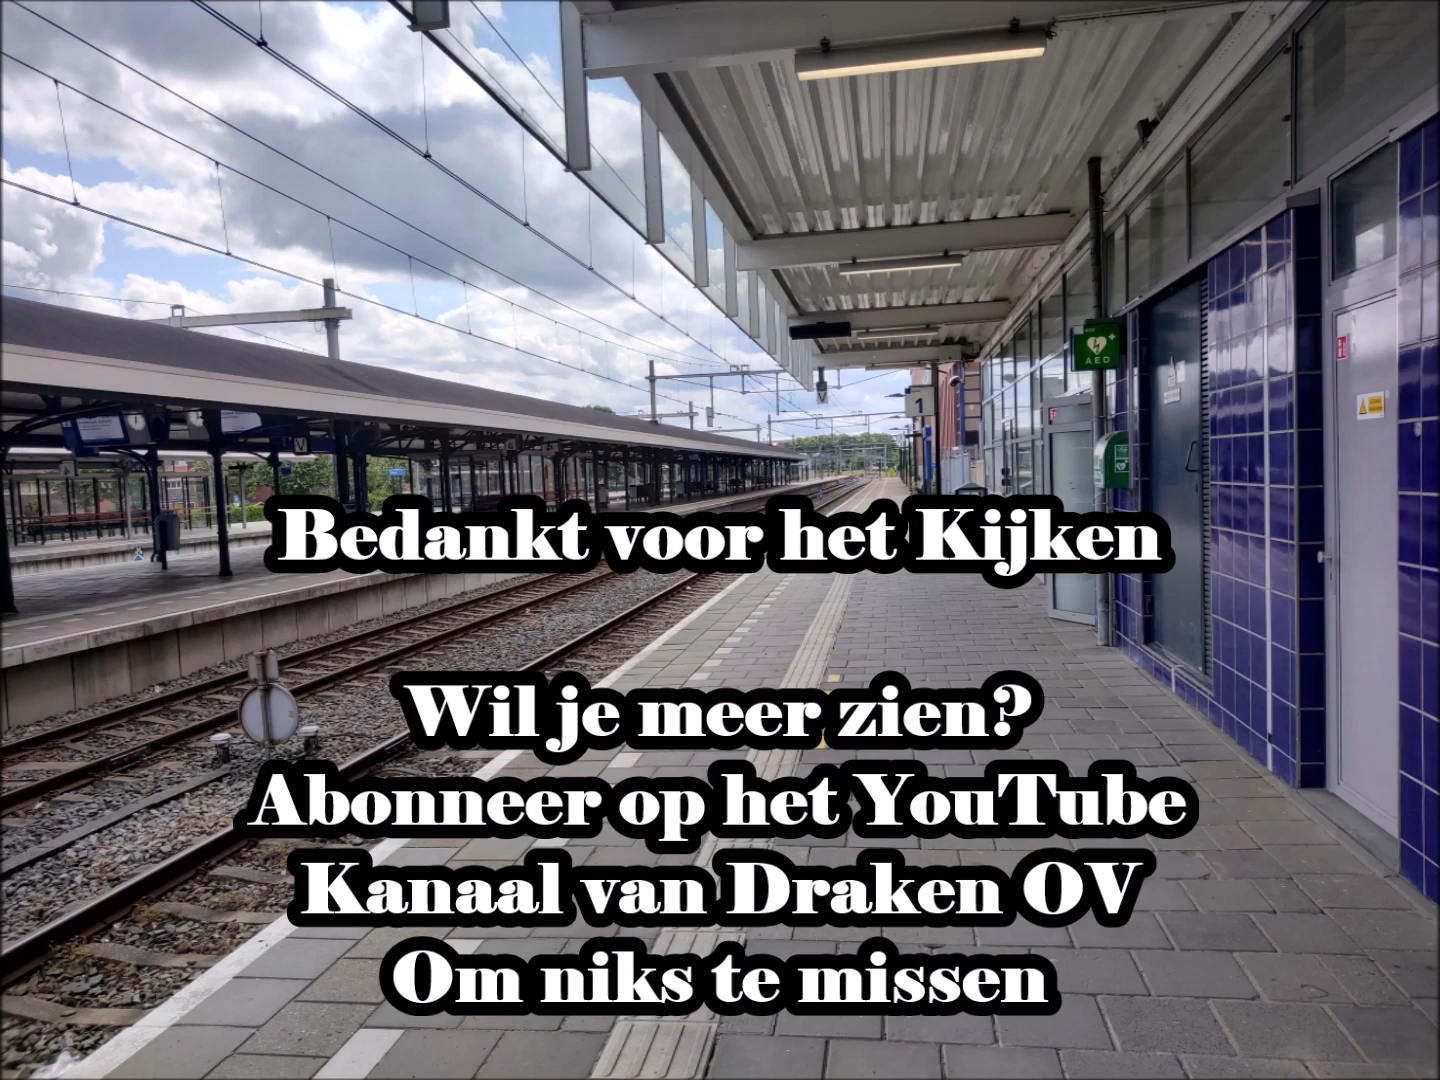 AED
1
V
V
Bedankt voor het Kijken
Wil je meer zien?
Abonneer op het YouTube
Kanaal van Draken OV
Om niks te missen